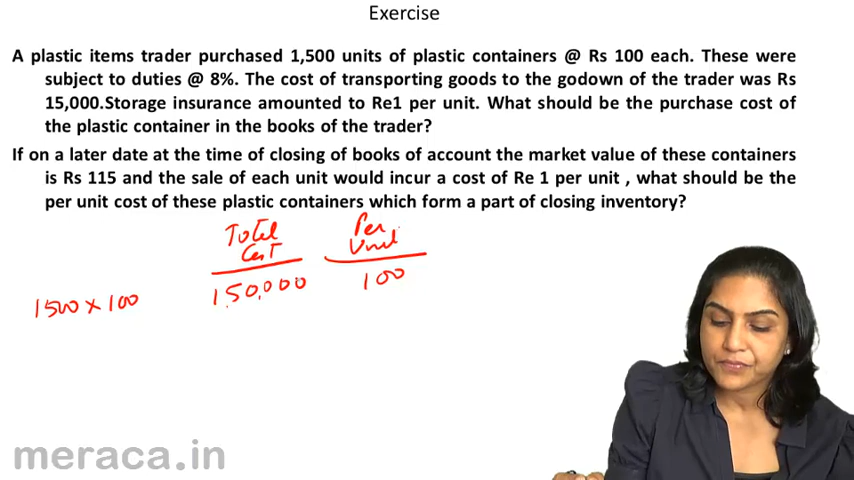 Exercise
A plastic items trader purchased 1,500 units of plastic containers @ Rs 100 each. These were
subject to duties @ 8%. The cost of transporting goods to the godown of the trader was Rs
15,000.Storage insurance amounted to Re1 per unit. What should be the purchase cost of
the plastic container in the books of the trader?
If on a later date at the time of closing of books of account the market value of these containers
is Rs 115 and the sale of each unit would incur a cost of Re 1 per unit , what should be the
per unit cost of these plastic containers which form a part of closing inventory?
Total Per
Cost Unit
1500 x 100 1,50,000 100
meraca.in